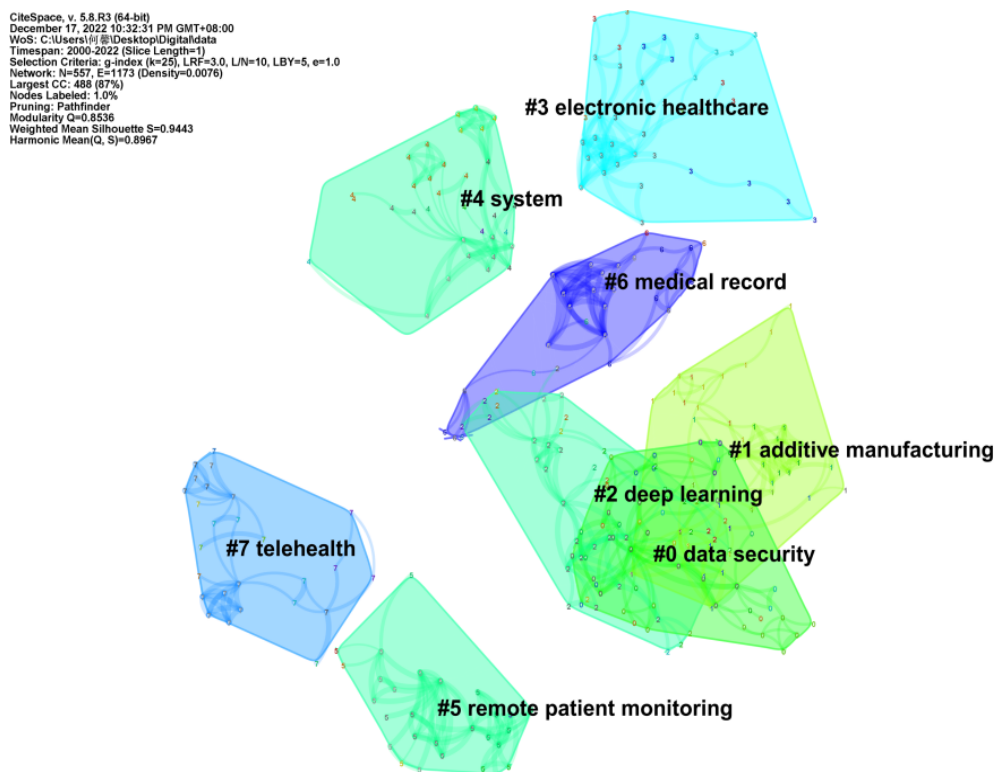 CiteSpace, v. 5.8.R3 (64-bit)
December 17, 2022 10:32:31 PM GMT+08:00
WoS: C:\Users\何馨\Desktop\Digital\data
Timespan: 2000-2022 (Slice Length=1)
Selection Criteria: g-index (k=25), LRF=3.0, L/N=10, LBY=5, e=1.0
Network: N=557, E=1173 (Density=0.0076)
Largest CC: 488 (87%)
Nodes Labeled: 1.0%
Pruning: Pathfinder
Modularity Q=0.8536
Weighted Mean Silhouette S=0.9443
Harmonic Mean(Q, S)=0.8967
#3 electronic healthcare
#4 system
#6 medical record
#1 additive manufacturing
#2 deep learning
#7 telehealth
#0 data security
#5 remote patient monitoring